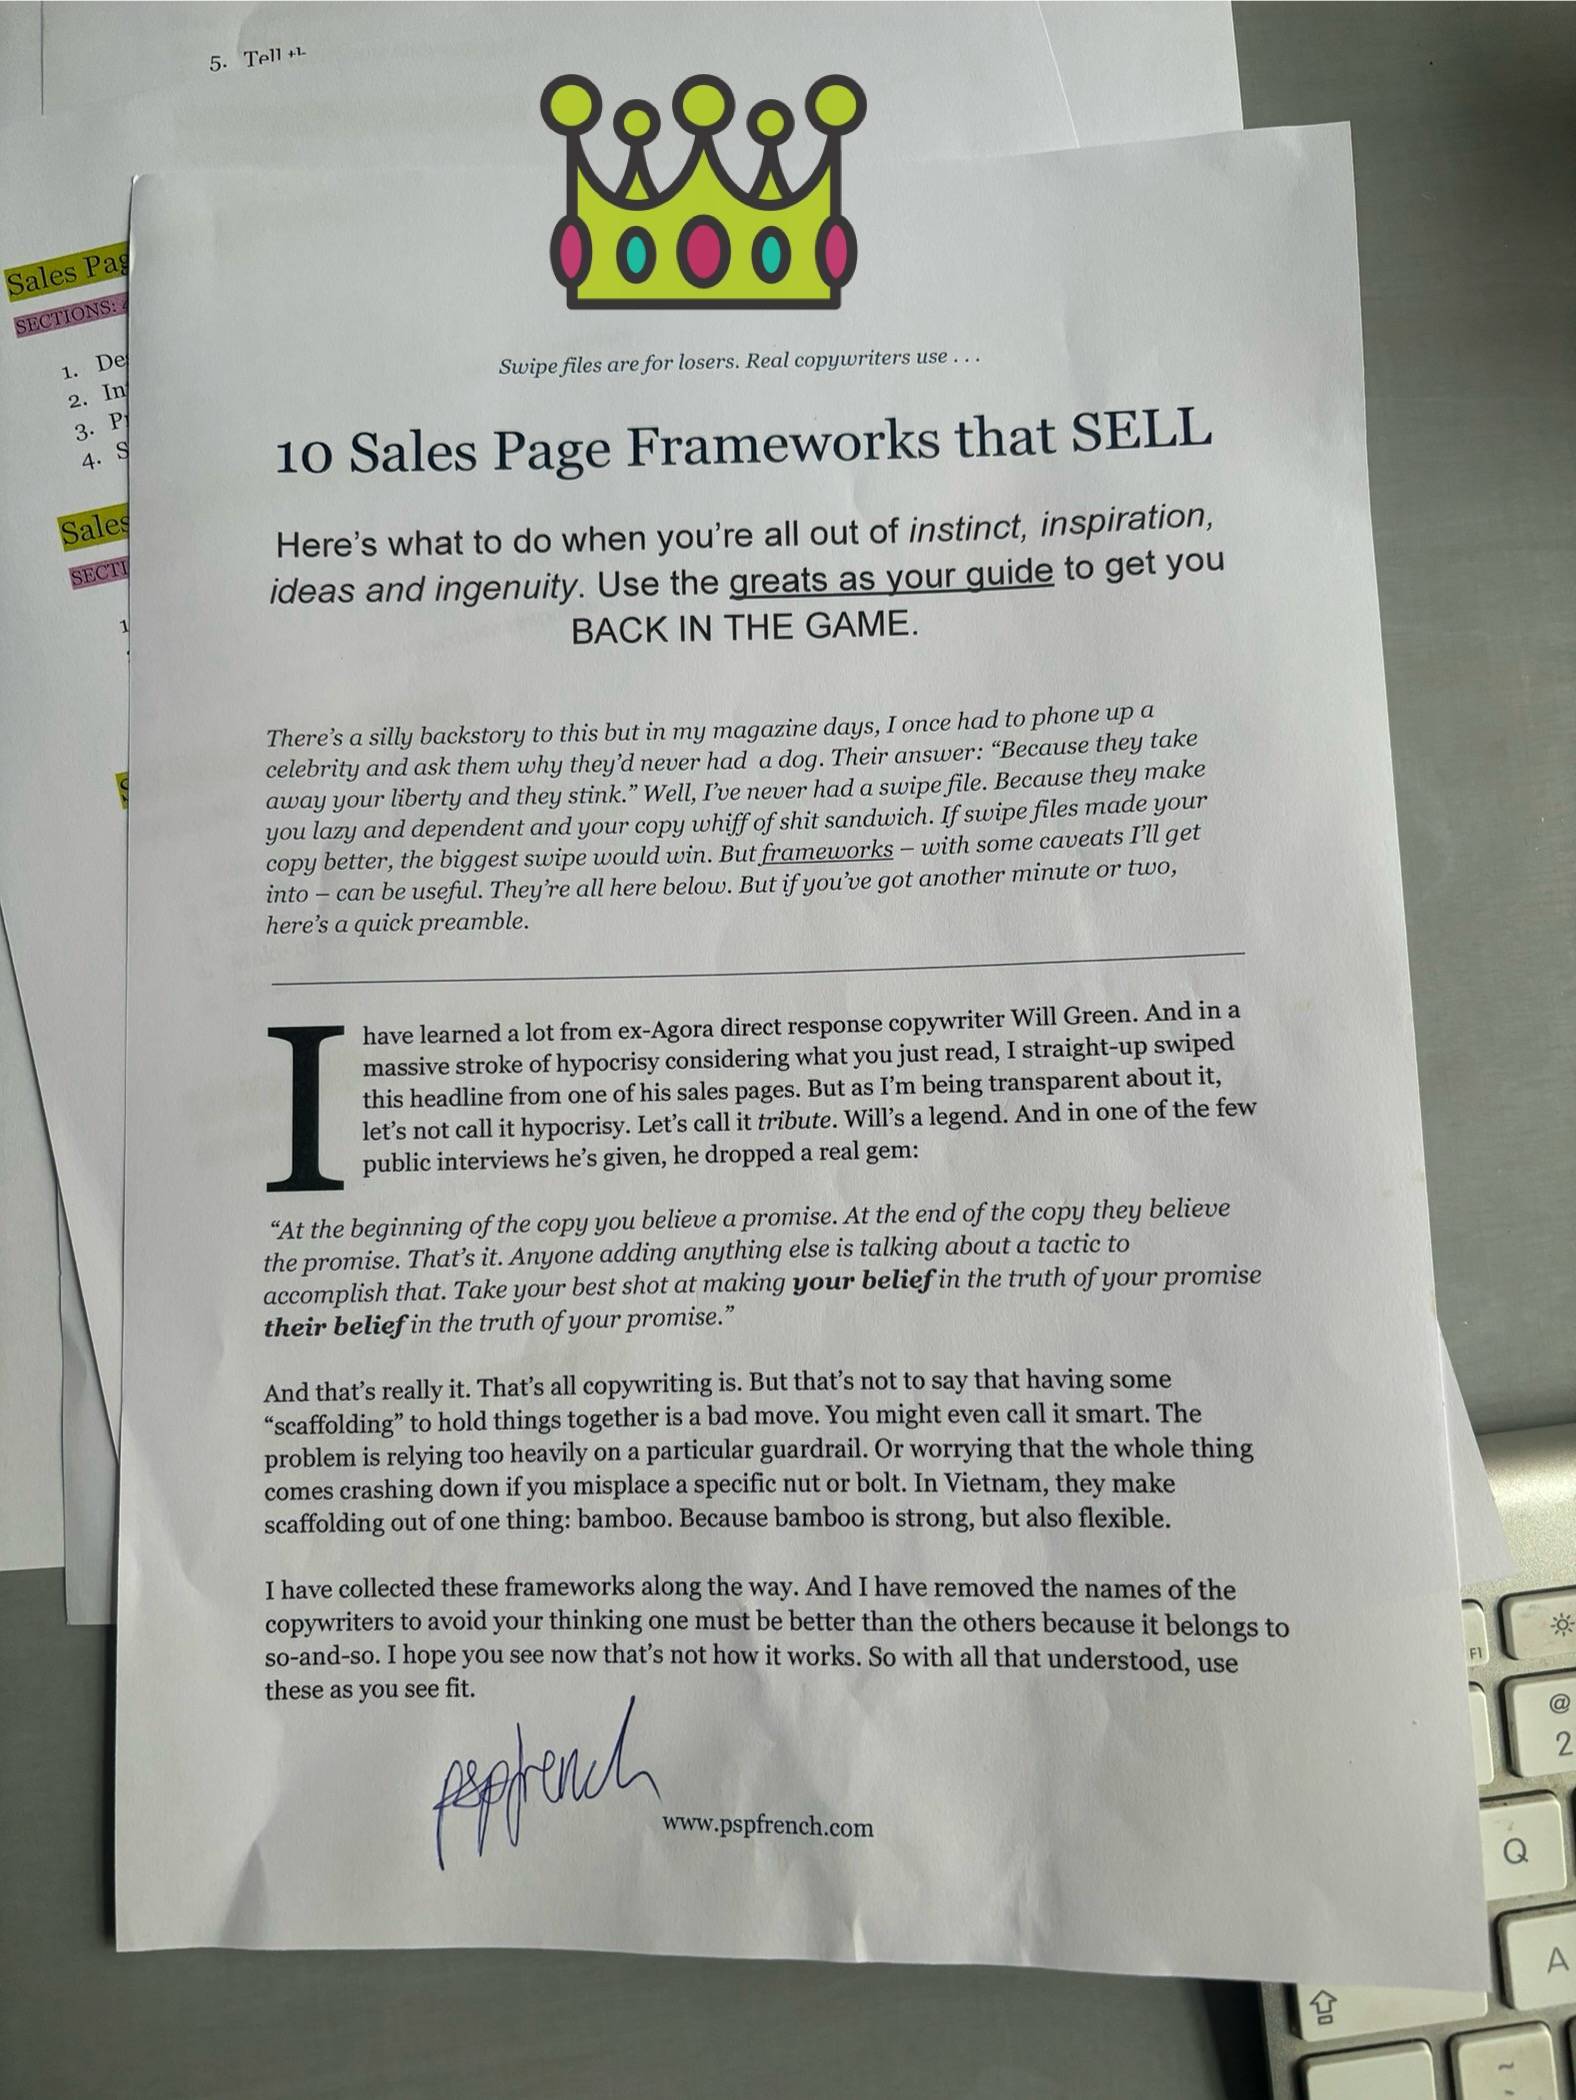 5. Tell
Sales
SECTIONS:
1.
2.
3.
4.
Sales
Swipe files are for losers. Real copywriters use . . .
10 Sales Page Frameworks that SELL
Here's what to do when you're all out of instinct, inspiration,
ideas and ingenuity. Use the greats as your guide to get you
BACK IN THE GAME.
There's a silly backstory to this but in my magazine days, I once had to phone up a
celebrity and ask them why they'd never had a dog. Their answer: “Because they take
away your liberty and they stink.” Well, I've never had a swipe file. Because they make
you lazy and dependent and your copy whiff of shit sandwich. If swipe files made your
copy better, the biggest swipe would win. But frameworks – with some caveats I'll get
into – can be useful. They're all here below. But if you've got another minute or two,
here's a quick preamble.
I have learned a lot from ex-Agora direct response copywriter Will Green. And in a
massive stroke of hypocrisy considering what you just read, I straight-up swiped
this headline from one of his sales pages. But as I'm being transparent about it,
let's not call it hypocrisy. Let's call it tribute. Will's a legend. And in one of the few
public interviews he's given, he dropped a real gem:
“At the beginning of the copy you believe a promise. At the end of the copy they believe
the promise. That's it. Anyone adding anything else is talking about a tactic to
accomplish that. Take your best shot at making your belief in the truth of your promise
their belief in the truth of your promise.”
And that's really it. That's all copywriting is. But that's not to say that having some
“scaffolding” to hold things together is a bad move. You might even call it smart. The
problem is relying too heavily on a particular guardrail. Or worrying that the whole thing
comes crashing down if you misplace a specific nut or bolt. In Vietnam, they make
scaffolding out of one thing: bamboo. Because bamboo is strong, but also flexible.
I have collected these frameworks along the way. And I have removed the names of the
copywriters to avoid your thinking one must be better than the others because it belongs to
so-and-so. I hope you see now that's not how it works. So with all that understood, use
these as you see fit.
pspfrench
www.pspfrench.com
F1
@
2
Q
A
~